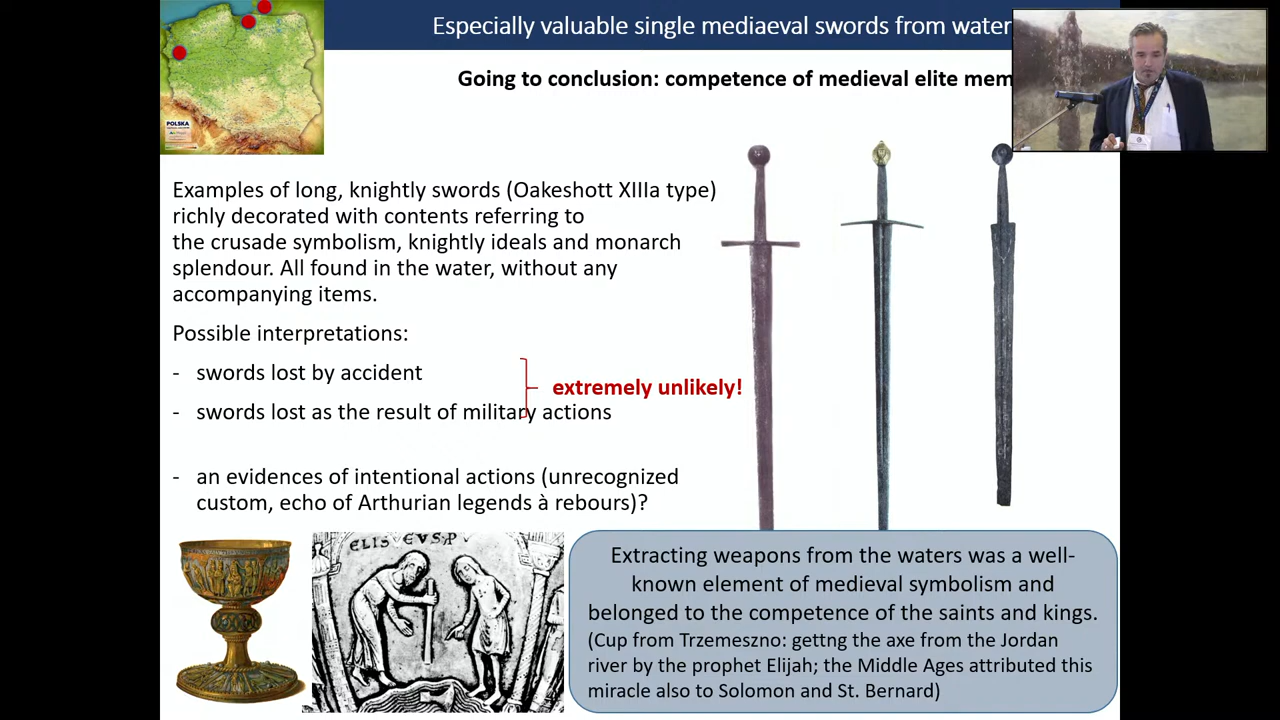 Especially valuable single mediaeval swords from water
Going to conclusion: competence of medieval elite mem
POLSKA
Examples of long, knightly swords (Oakeshott XIIIa type)
richly decorated with contents referring to
the crusade symbolism, knightly ideals and monarch
splendour. All found in the water, without any
accompanying items.
Possible interpretations:
- swords lost by accident
- swords lost as the result of military actions
extremely unlikely!
- an evidences of intentional actions (unrecognized
custom, echo of Arthurian legends à rebours)?
ELISEVS P
Extracting weapons from the waters was a well-
known element of medieval symbolism and
belonged to the competence of the saints and kings.
(Cup from Trzemeszno: gettng the axe from the Jordan
river by the prophet Elijah; the Middle Ages attributed this
miracle also to Solomon and St. Bernard)